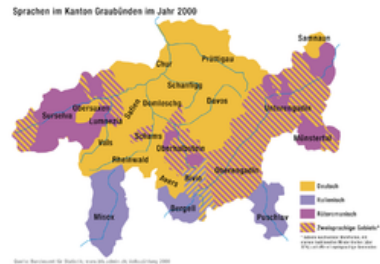 Sprachen im Kanton Graubünden im Jahr 2000
Samnaun
Chur
Prättigau
Schanfigg
Obersaxen
Safien
Domleschg
Davos
Unterengadin
Surselva
Lumnezia
Schams
Münstertal
Vals
Oberhalbstein
Rheinwald
Avers
Bivio
Oberengadin
Misox
Bergell
Puschlav
Deutsch
Italienisch
Rätoromanisch
Zweisprachige Gebiete*